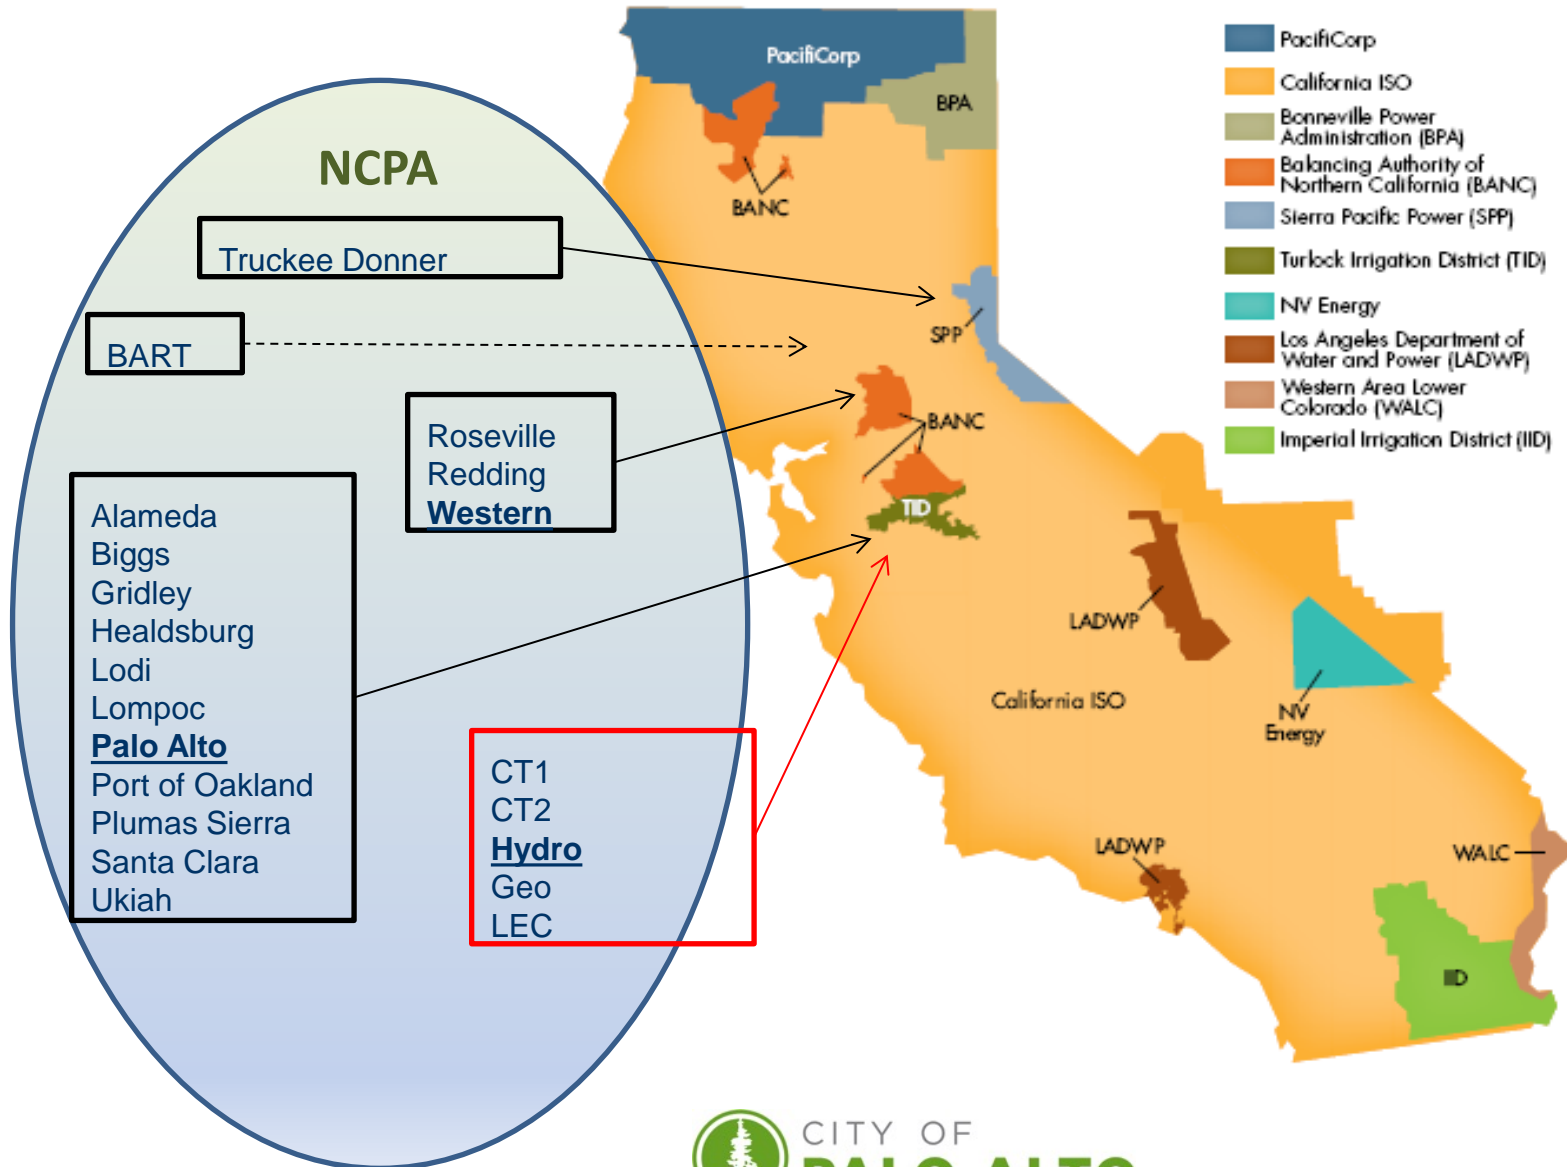 NCPA
Truckee Donner
BART
Roseville
Redding
Western
Alameda
Biggs
Gridley
Healdsburg
Lodi
Lompoc
Palo Alto
Port of Oakland
Plumas Sierra
Santa Clara
Ukiah
CT1
CT2
Hydro
Geo
LEC
PacifiCorp
BPA
BANC
SPP
BANC
TID
LADWP
California ISO
NV
Energy
LADWP
WALC
IID
PacifiCorp
California ISO
Bonneville Power
Administration (BPA)
Balancing Authority of
Northern California (BANC)
Sierra Pacific Power (SPP)
Turlock Irrigation District (TID)
NV Energy
Los Angeles Department of
Water and Power (LADWP)
Western Area Lower
Colorado (WALC)
Imperial Irrigation District (IID)
CITY OF
PALO ALTO